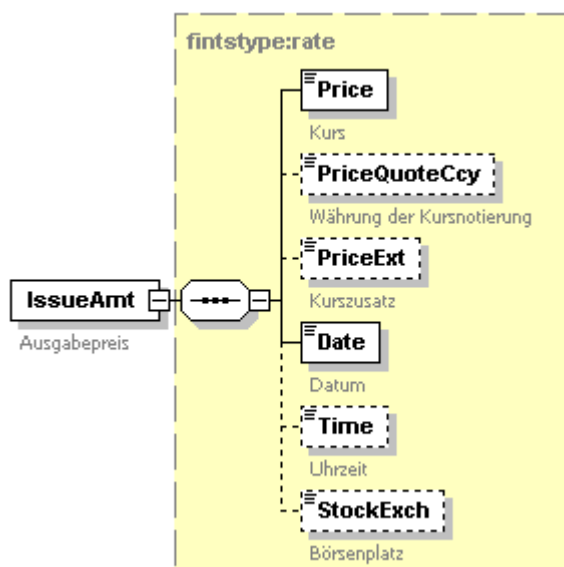 fintstype:rate
Price
Kurs
PriceQuoteCcy
Währung der Kursnotierung
PriceExt
Kurszusatz
IssueAmt
Ausgabepreis
Date
Datum
Time
Uhrzeit
StockExch
Börsenplatz